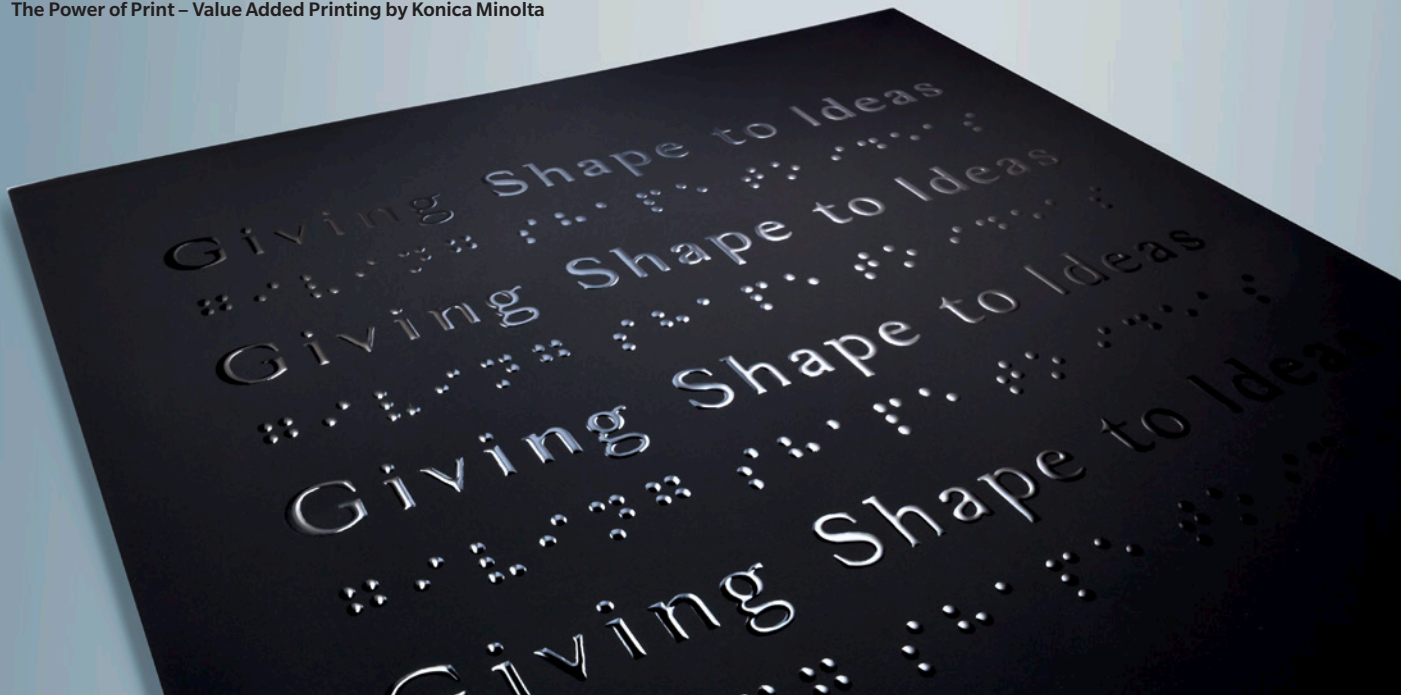 The Power of Print – Value Added Printing by Konica Minolta
Giving Shape to Ideas
⠛⠊⠧⠊⠝⠛ ⠎⠓⠁⠏⠑ ⠞⠕ ⠊⠙⠑⠁⠎
Giving Shape to Ideas
⠛⠊⠧⠊⠝⠛ ⠎⠓⠁⠏⠑ ⠞⠕ ⠊⠙⠑⠁⠎
Giving Shape to Ideas
⠛⠊⠧⠊⠝⠛ ⠎⠓⠁⠏⠑ ⠞⠕ ⠊⠙⠑⠁⠎
Giving Shape to Ideas
⠎⠓⠁⠏⠑ ⠞⠕